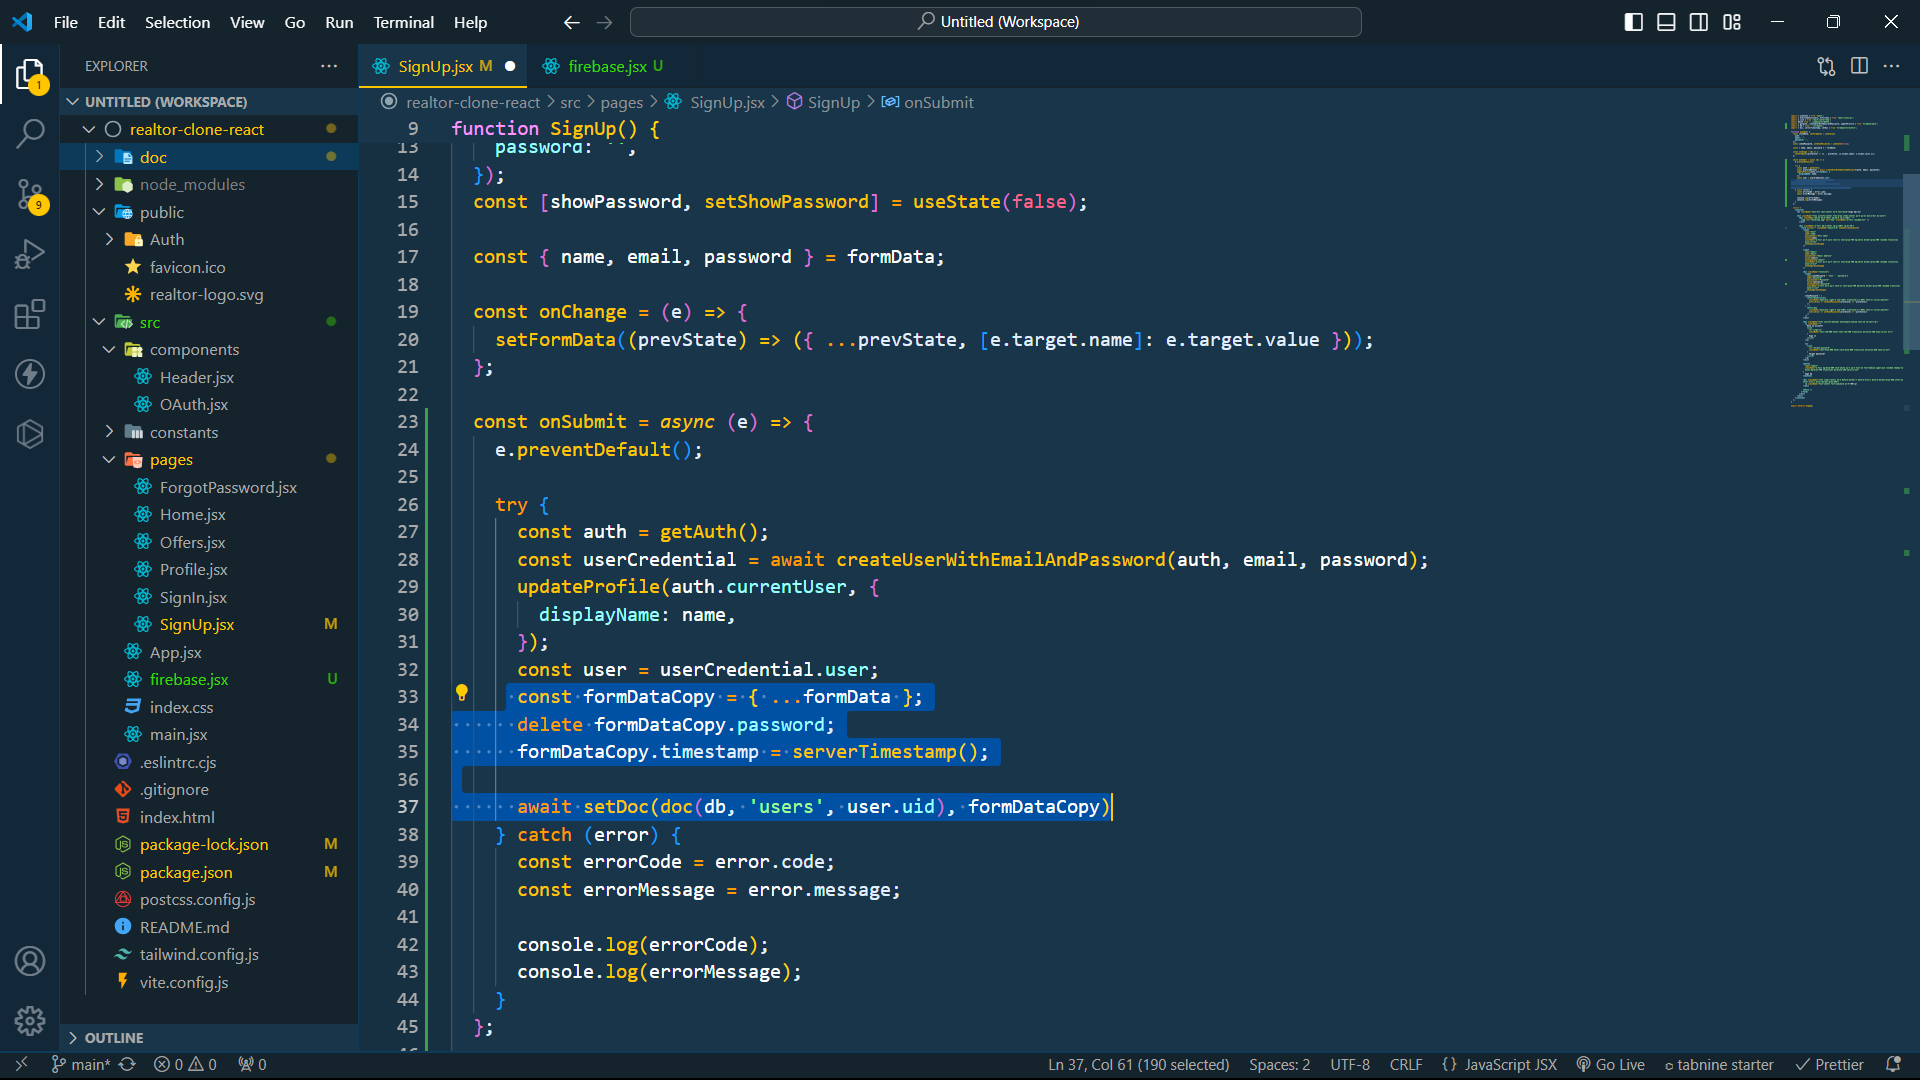 File Edit Selection View Go Run Terminal Help
Untitled (Workspace)
EXPLORER
UNTITLED (WORKSPACE)
realtor-clone-react
doc
node_modules
public
Auth
favicon.ico
realtor-logo.svg
src
components
Header.jsx
OAuth.jsx
constants
pages
ForgotPassword.jsx
Home.jsx
Offers.jsx
Profile.jsx
SignIn.jsx
SignUp.jsx M
App.jsx
firebase.jsx U
index.css
main.jsx
.eslintrc.cjs
.gitignore
index.html
package-lock.json M
package.json M
postcss.config.js
README.md
tailwind.config.js
vite.config.js
OUTLINE
1
9
SignUp.jsx M firebase.jsx U
realtor-clone-react > src > pages > SignUp.jsx > SignUp > onSubmit
9 function SignUp() {
13 password: '',
14 });
15 const [showPassword, setShowPassword] = useState(false);
16
17 const { name, email, password } = formData;
18
19 const onChange = (e) => {
20 setFormData((prevState) => ({ ...prevState, [e.target.name]: e.target.value }));
21 };
22
23 const onSubmit = async (e) => {
24 e.preventDefault();
25
26 try {
27 const auth = getAuth();
28 const userCredential = await createUserWithEmailAndPassword(auth, email, password);
29 updateProfile(auth.currentUser, {
30 displayName: name,
31 });
32 const user = userCredential.user;
33 const formDataCopy = { ...formData };
34 delete formDataCopy.password;
35 formDataCopy.timestamp = serverTimestamp();
36
37 await setDoc(doc(db, 'users', user.uid), formDataCopy)
38 } catch (error) {
39 const errorCode = error.code;
40 const errorMessage = error.message;
41
42 console.log(errorCode);
43 console.log(errorMessage);
44 }
45 };
main* 0 0 0 Ln 37, Col 61 (190 selected) Spaces: 2 UTF-8 CRLF {} JavaScript JSX Go Live tabnine starter Prettier